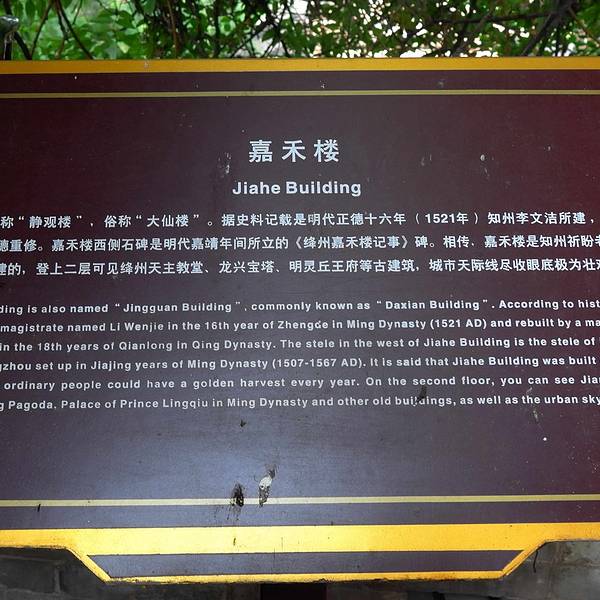 嘉禾楼
Jiahe Building
称“静观楼”，俗称“大仙楼”。据史料记载是明代正德十六年（1521年）知州李文洁所建，
德重修。嘉禾楼西侧石碑是明代嘉靖年间所立的《绛州嘉禾楼记事》碑。相传，嘉禾楼是知州祈盼老
建的，登上二层可见绛州天主教堂、龙兴宝塔、明灵丘王府等古建筑，城市天际线尽收眼底极为壮观
ding is also named “Jingguan Building”, commonly known as “Daxian Building”. According to hist
magistrate named Li Wenjie in the 16th year of Zhengde in Ming Dynasty (1521 AD) and rebuilt by a ma
in the 18th years of Qianlong in Qing Dynasty. The stele in the west of Jiahe Building is the stele of
gzhou set up in Jiajing years of Ming Dynasty (1507-1567 AD). It is said that Jiahe Building was built
ordinary people could have a golden harvest every year. On the second floor, you can see Jian
g Pagoda, Palace of Prince Lingqiu in Ming Dynasty and other old buildings, as well as the urban sky